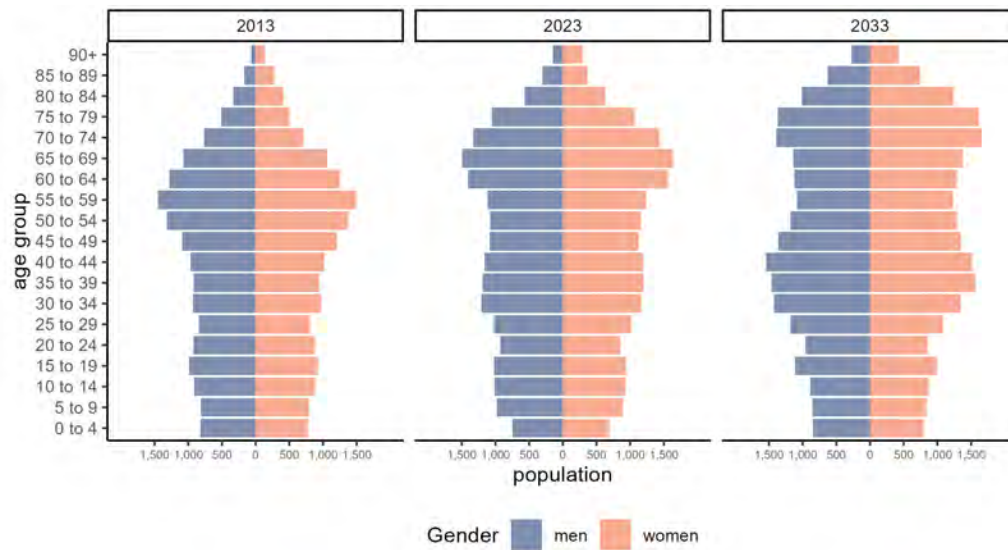 2013 2023 2033
90+
85 to 89
80 to 84
75 to 79
70 to 74
65 to 69
60 to 64
55 to 59
50 to 54
45 to 49
40 to 44
35 to 39
30 to 34
25 to 29
20 to 24
15 to 19
10 to 14
5 to 9
0 to 4
age group
1,500 1,000 500 0 500 1,000 1,500 1,500 1,000 500 0 500 1,000 1,500 1,500 1,000 500 0 500 1,000 1,500
population
Gender men women